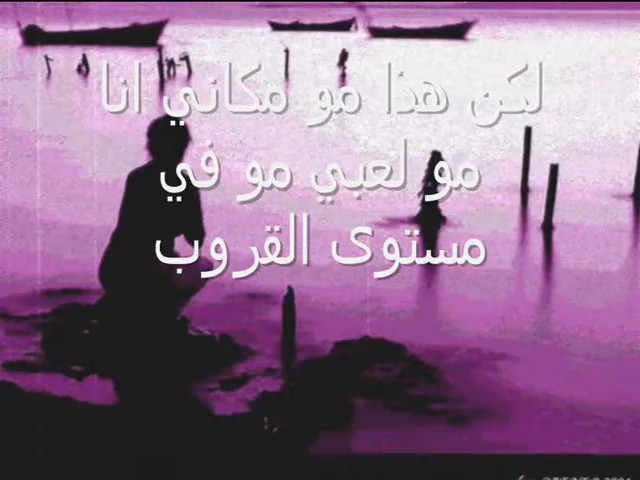 لكن هذا مو مكاني انا
مو لعبي مو في
مستوى القروب